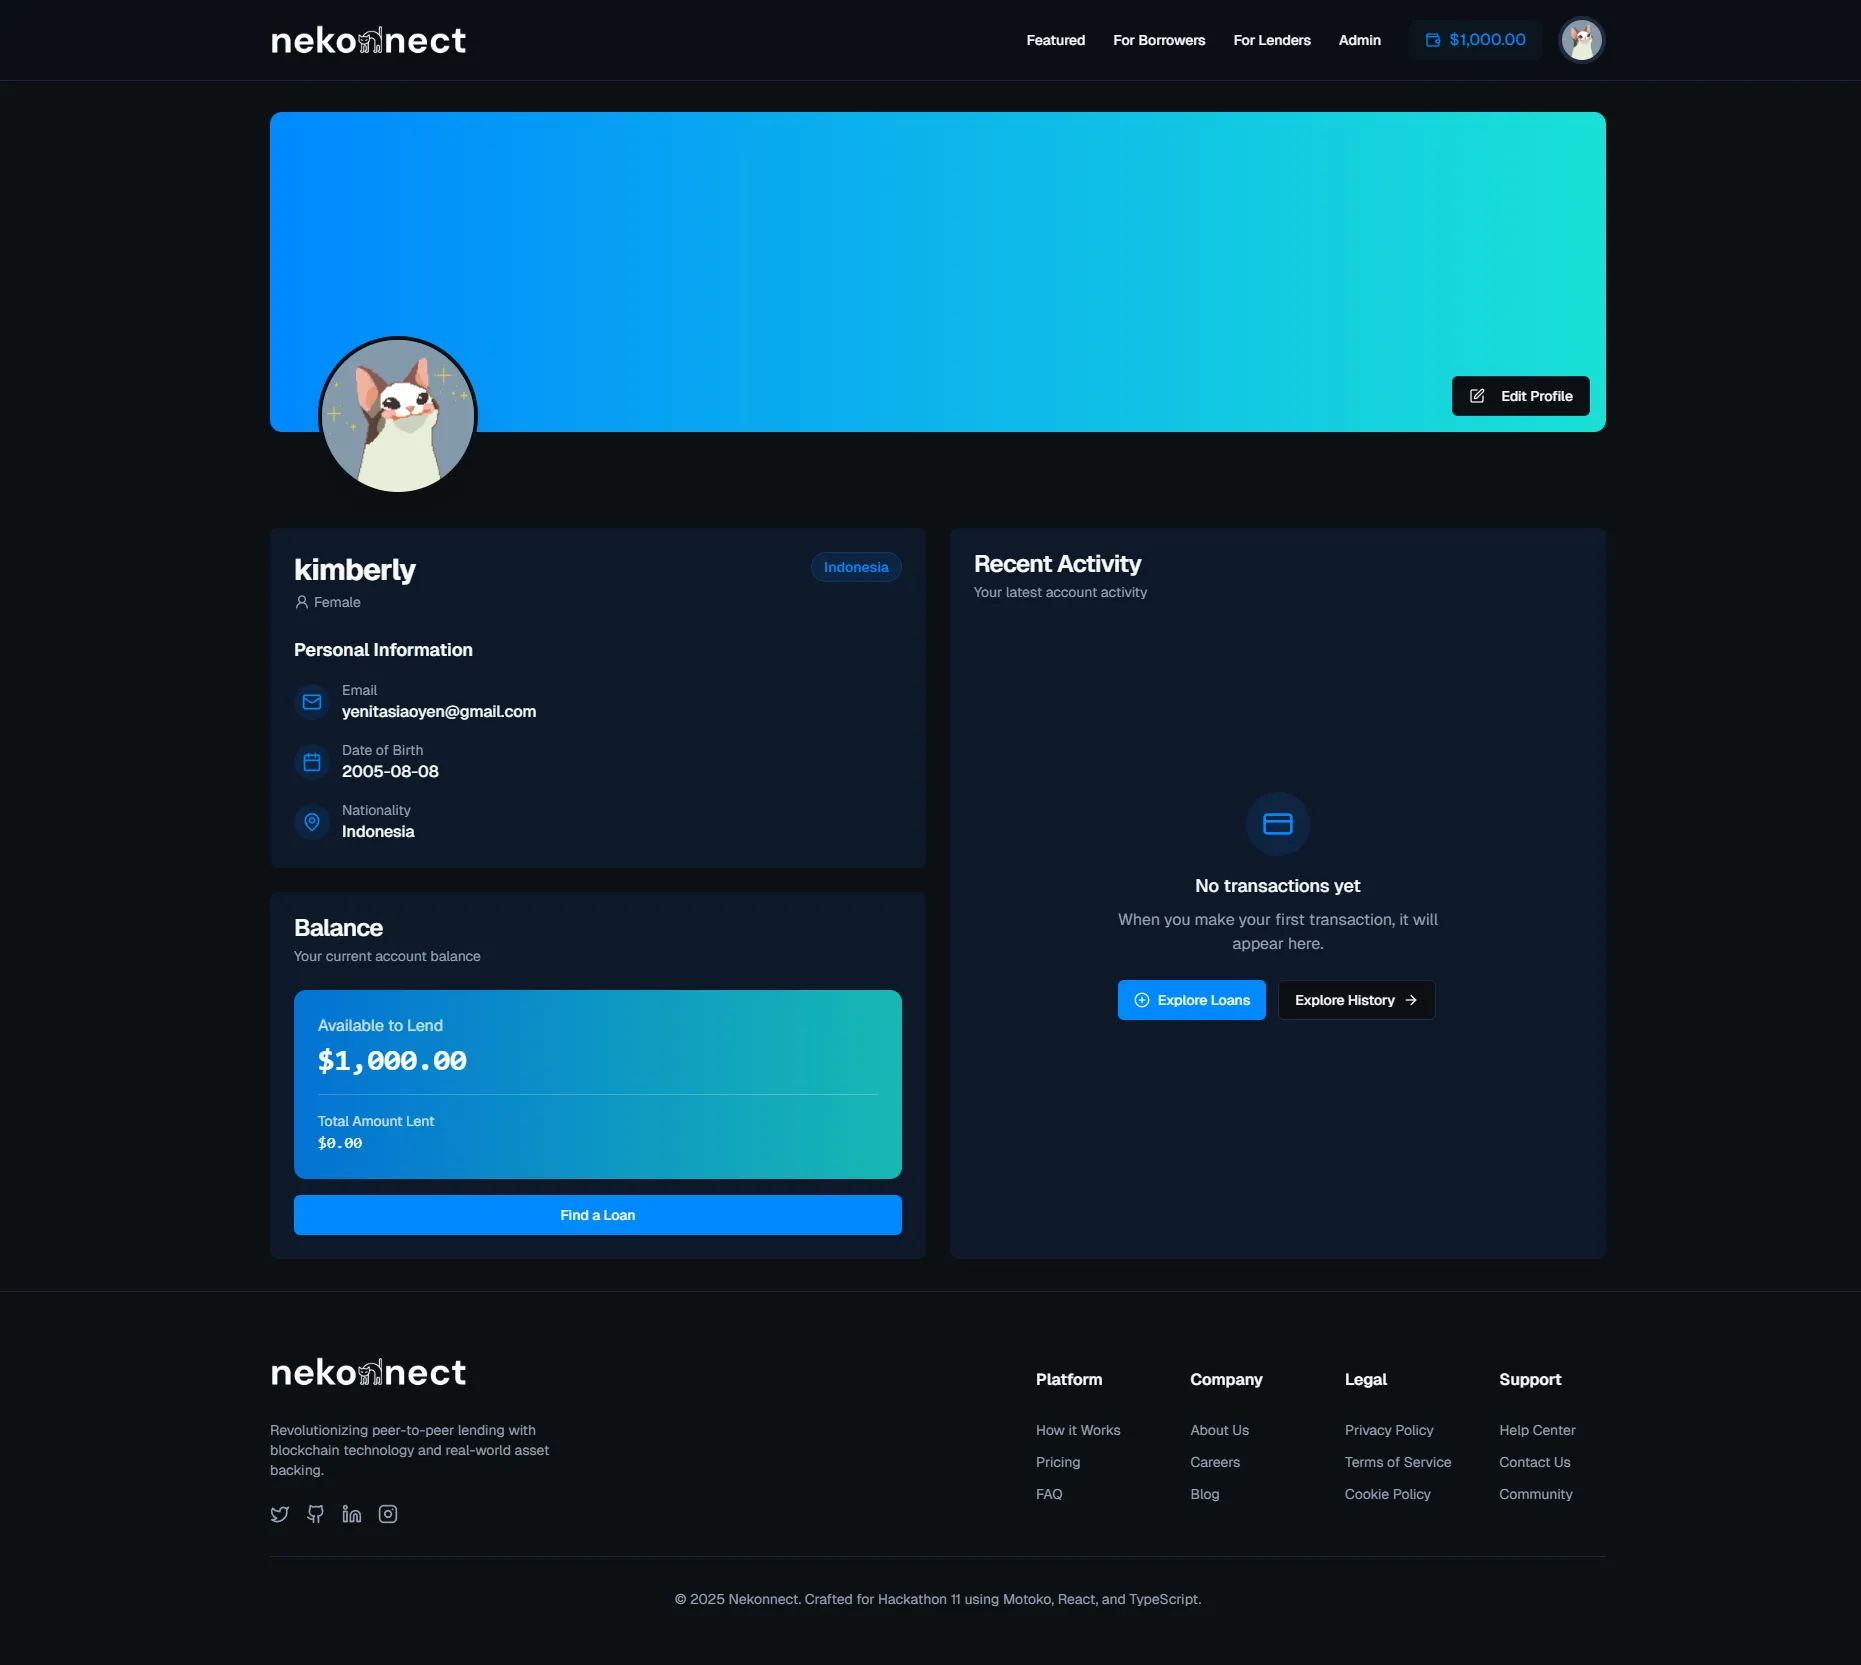 nekonnect
Featured
For Borrowers
For Lenders
Admin
$1,000.00
Edit Profile
kimberly
Indonesia
Female
Personal Information
Email
yenitasiaoyen@gmail.com
Date of Birth
2005-08-08
Nationality
Indonesia
Balance
Your current account balance
Available to Lend
$1,000.00
Total Amount Lent
$0.00
Find a Loan
Recent Activity
Your latest account activity
No transactions yet
When you make your first transaction, it will
appear here.
Explore Loans
Explore History
nekonnect
Revolutionizing peer-to-peer lending with
blockchain technology and real-world asset
backing.
Platform
How it Works
Pricing
FAQ
Company
About Us
Careers
Blog
Legal
Privacy Policy
Terms of Service
Cookie Policy
Support
Help Center
Contact Us
Community
© 2025 Nekonnect. Crafted for Hackathon 11 using Motoko, React, and TypeScript.